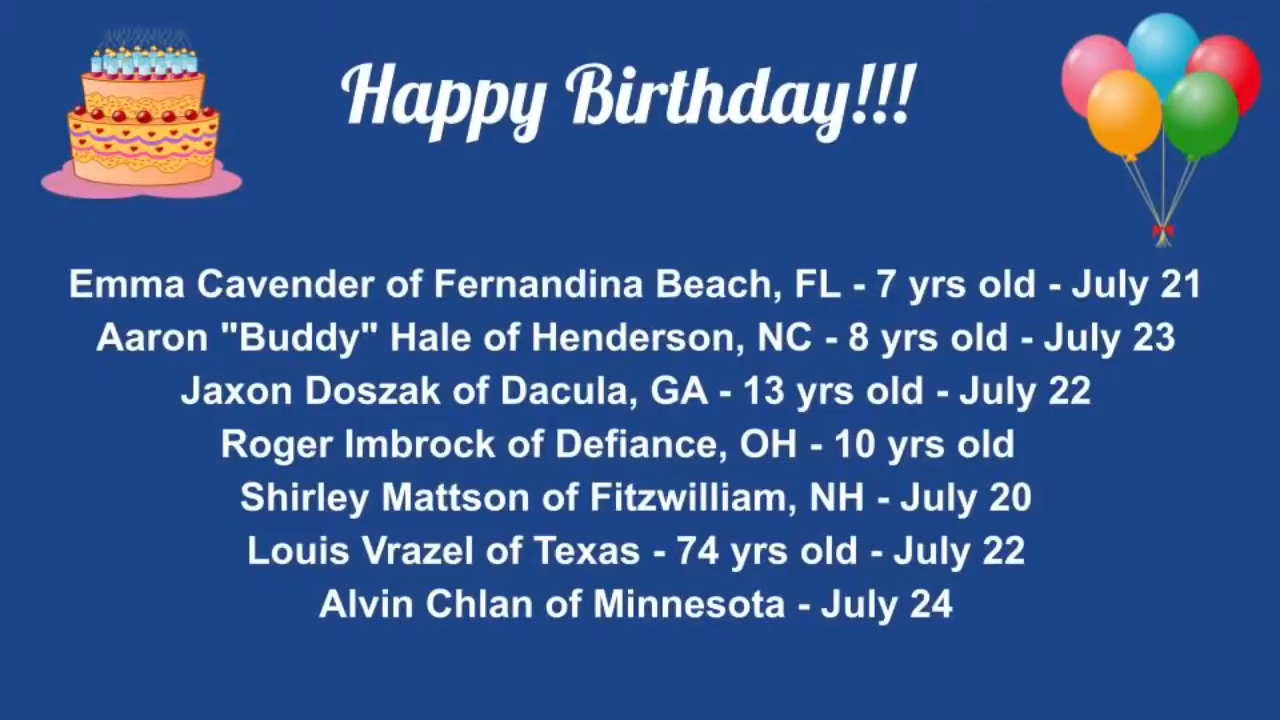 Happy Birthday!!!
Emma Cavender of Fernandina Beach, FL - 7 yrs old - July 21
Aaron "Buddy" Hale of Henderson, NC - 8 yrs old - July 23
Jaxon Doszak of Dacula, GA - 13 yrs old - July 22
Roger Imbrock of Defiance, OH - 10 yrs old
Shirley Mattson of Fitzwilliam, NH - July 20
Louis Vrazel of Texas - 74 yrs old - July 22
Alvin Chlan of Minnesota - July 24